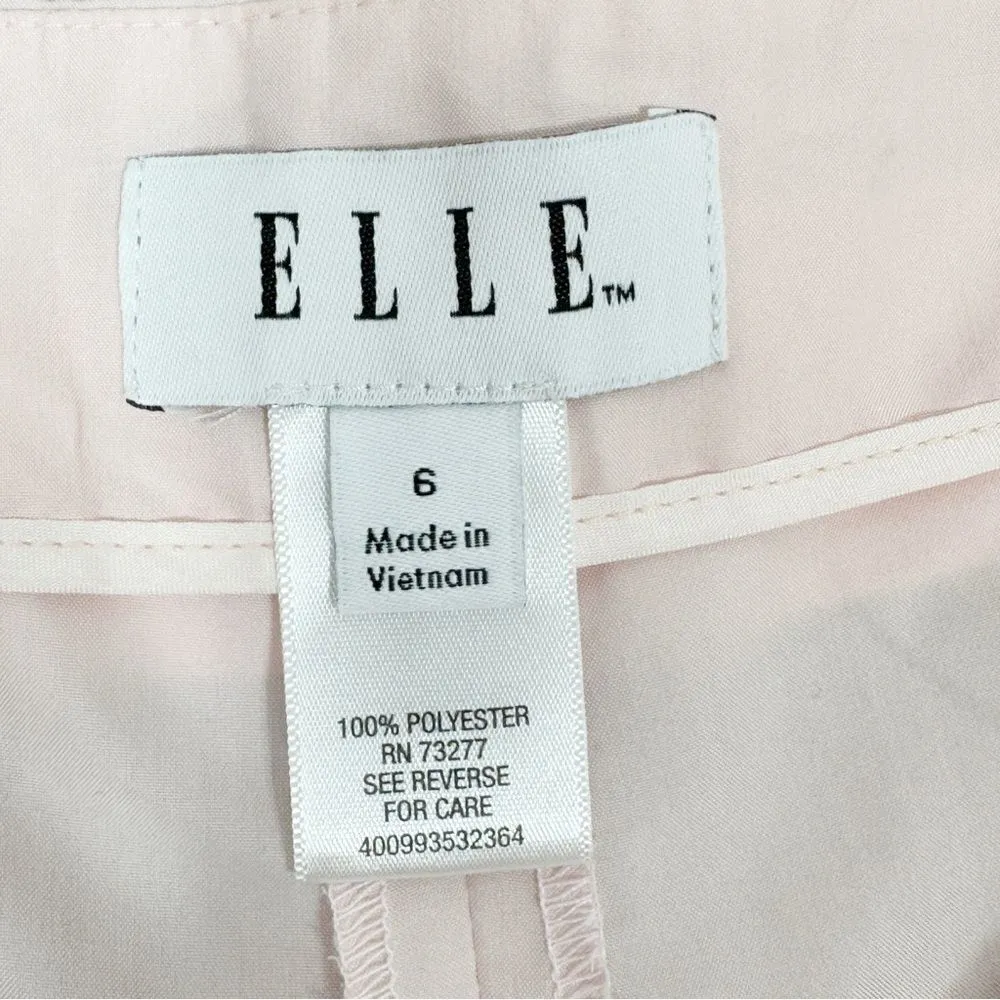 ELLE™
6
Made in
Vietnam
100% POLYESTER
RN 73277
SEE REVERSE
FOR CARE
400993532364